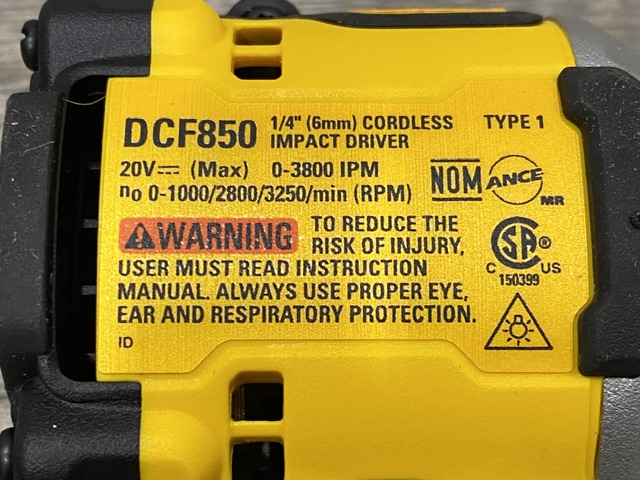 DCF850 1/4" (6mm) CORDLESS IMPACT DRIVER TYPE 1
20V⎓ (Max) 0-3800 IPM
no 0-1000/2800/3250/min (RPM)
NOM ANCE MR
WARNING TO REDUCE THE
RISK OF INJURY,
USER MUST READ INSTRUCTION
MANUAL. ALWAYS USE PROPER EYE,
EAR AND RESPIRATORY PROTECTION.
SA ®
C US
150399
ID